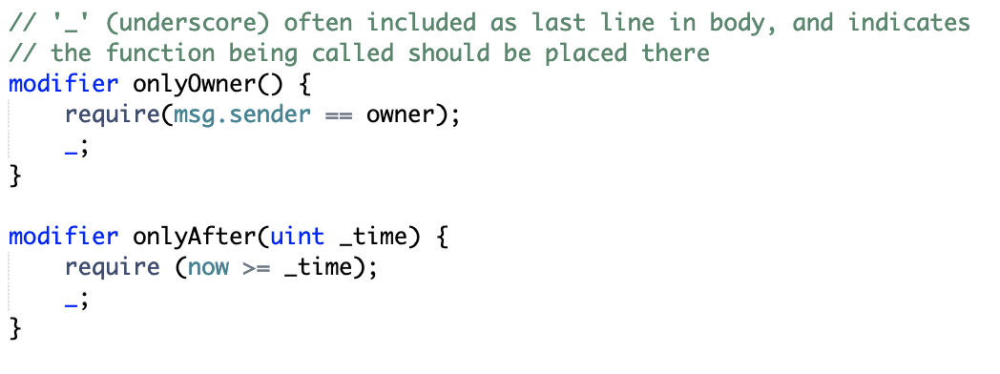 // '_' (underscore) often included as last line in body, and indicates
// the function being called should be placed there
modifier onlyOwner() {
    require(msg.sender == owner);
    _;
}

modifier onlyAfter(uint _time) {
    require (now >= _time);
    _;
}